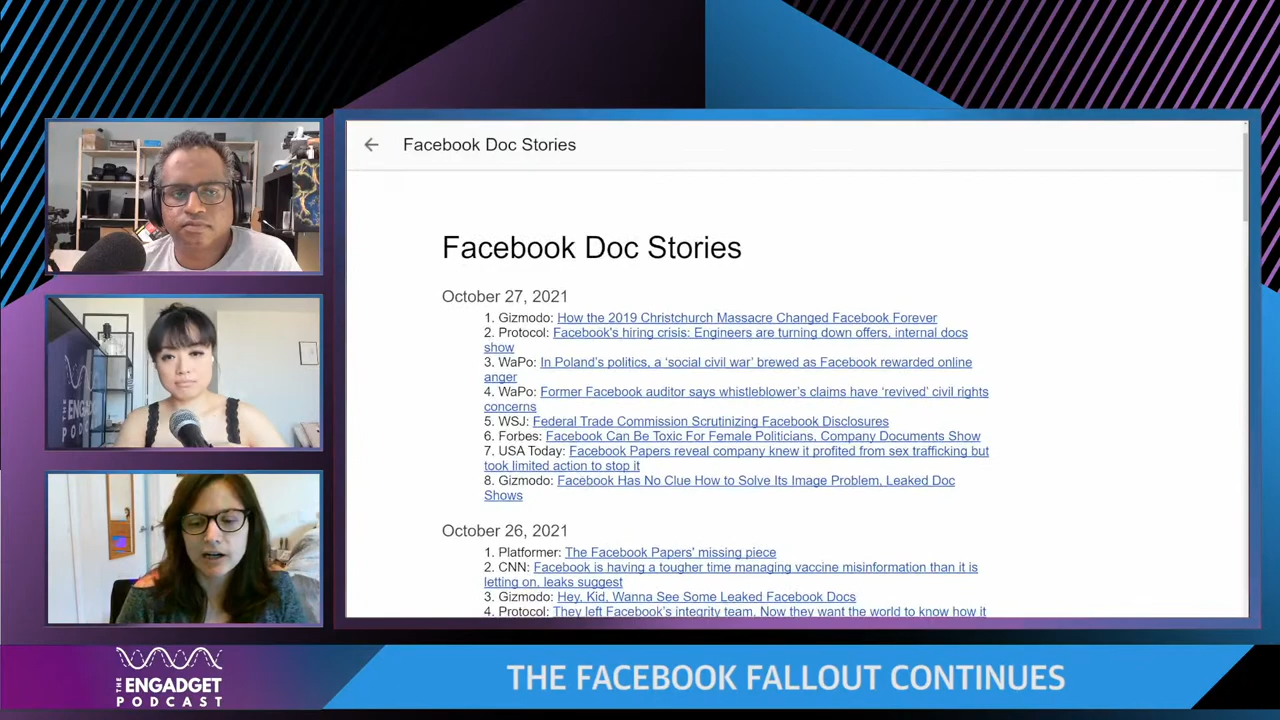 Facebook Doc Stories
Facebook Doc Stories
October 27, 2021
1. Gizmodo: How the 2019 Christchurch Massacre Changed Facebook Forever
2. Protocol: Facebook's hiring crisis: Engineers are turning down offers, internal docs
show
3. WaPo: In Poland's politics, a 'social civil war' brewed as Facebook rewarded online
anger
4. WaPo: Former Facebook auditor says whistleblower's claims have 'revived' civil rights
concerns
5. WSJ: Federal Trade Commission Scrutinizing Facebook Disclosures
6. Forbes: Facebook Can Be Toxic For Female Politicians, Company Documents Show
7. USA Today: Facebook Papers reveal company knew it profited from sex trafficking but
took limited action to stop it
8. Gizmodo: Facebook Has No Clue How to Solve Its Image Problem, Leaked Doc
Shows
October 26, 2021
1. Platformer: The Facebook Papers' missing piece
2. CNN: Facebook is having a tougher time managing vaccine misinformation than it is
letting on, leaks suggest
3. Gizmodo: Hey, Kid, Wanna See Some Leaked Facebook Docs
4. Protocol: They left Facebook's integrity team. Now they want the world to know how it
THE
ENGADGET
PODCAST
THE FACEBOOK FALLOUT CONTINUES